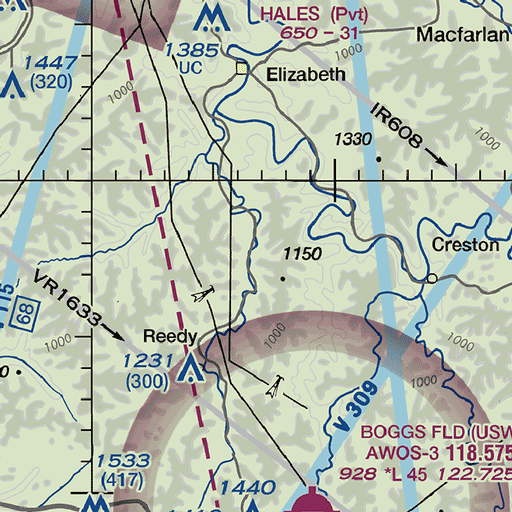 HALES (Pvt)
650 - 31
Macfarlan
1385
UC
1447
(320)
Elizabeth
1000
IR608
1330
1000
Creston
1150
VR1633
68
Reedy
1000
1000
1231
(300)
1000
V 309
BOGGS FLD (USW
AWOS-3 118.575
928 *L 45 122.725
1533
(417)
1440